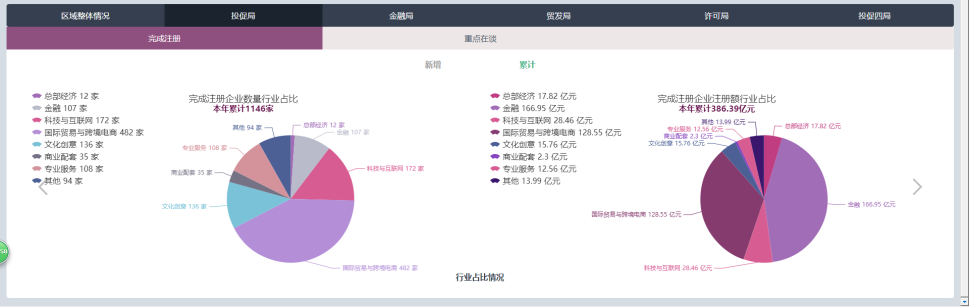 区域整体情况
投促局
金融局
贸发局
许可局
投促四局
完成注册
重点在谈
新增
累计
总部经济 12 家
金融 107 家
科技与互联网 172 家
国际贸易与跨境电商 482 家
文化创意 136 家
商业配套 35 家
专业服务 108 家
其他 94 家
完成注册企业数量行业占比
本年累计1146家
其他 94 家
总部经济 12 家
金融 107 家
专业服务 108 家
科技与互联网 172 家
商业配套 35 家
文化创意 136 家
国际贸易与跨境电商 482 家
总部经济 17.82 亿元
金融 166.95 亿元
科技与互联网 28.46 亿元
国际贸易与跨境电商 128.55 亿元
文化创意 15.76 亿元
商业配套 2.3 亿元
专业服务 12.56 亿元
其他 13.99 亿元
完成注册企业注册额行业占比
本年累计386.39亿元
其他 13.99 亿元
总部经济 17.82 亿元
专业服务 12.56 亿元
商业配套 2.3 亿元
文化创意 15.76 亿元
金融 166.95 亿元
国际贸易与跨境电商 128.55 亿元
科技与互联网 28.46 亿元
行业占比情况